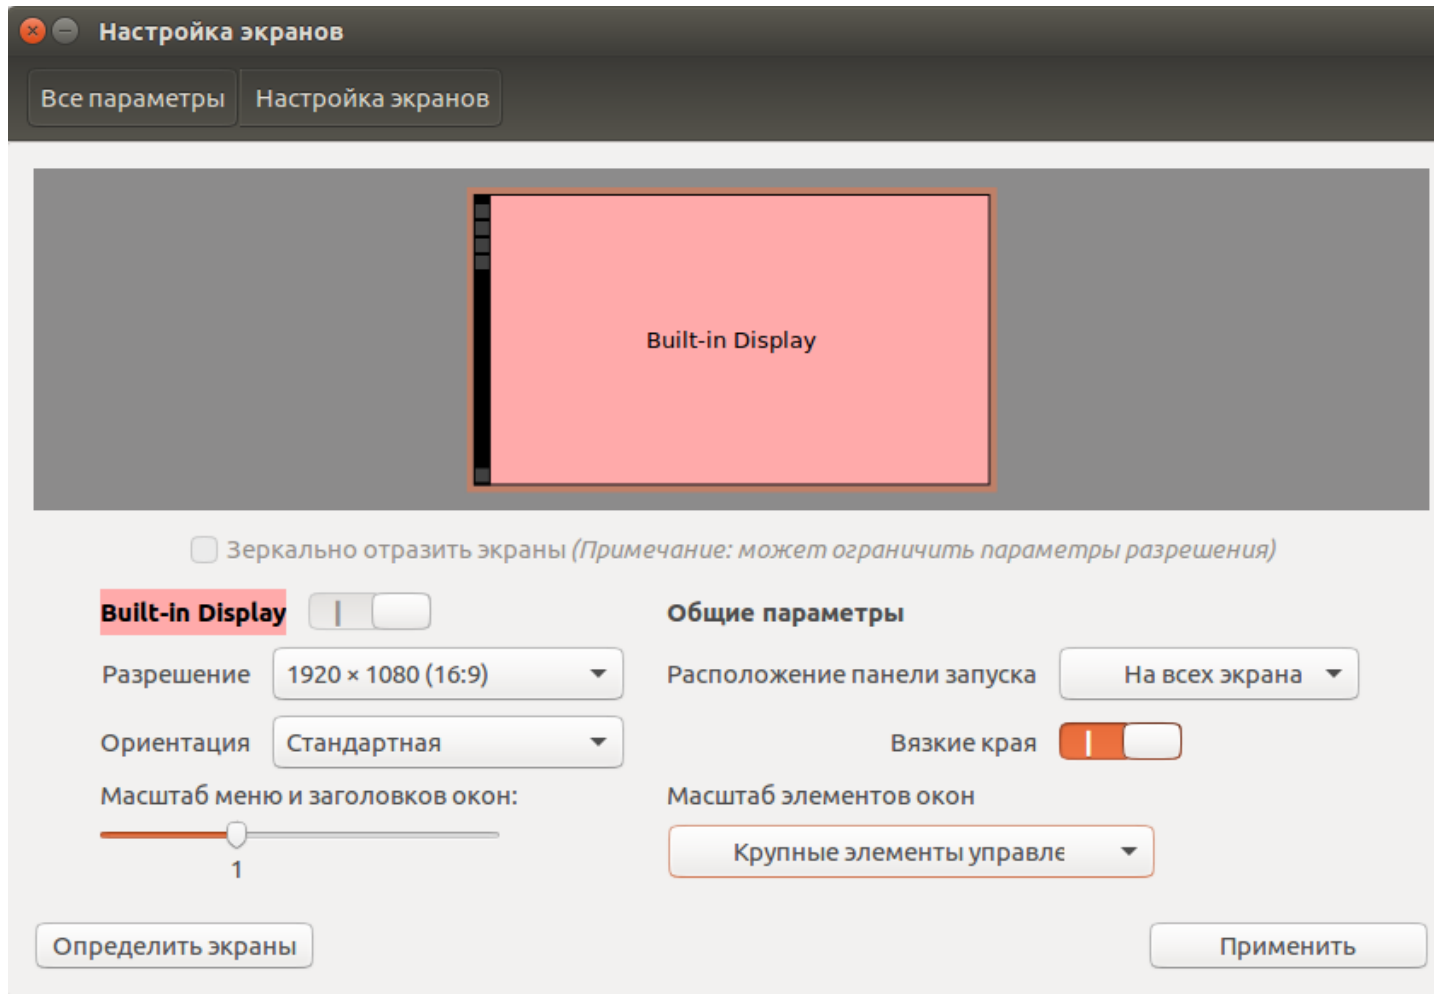 Настройка экранов
Все параметры Настройка экранов
Built-in Display
Зеркально отразить экраны (Примечание: может ограничить параметры разрешения)
Built-in Display
Общие параметры
Разрешение 1920 × 1080 (16:9)
Расположение панели запуска На всех экрана
Ориентация Стандартная
Вязкие края
Масштаб меню и заголовков окон:
Масштаб элементов окон
1
Крупные элементы управле
Определить экраны
Применить